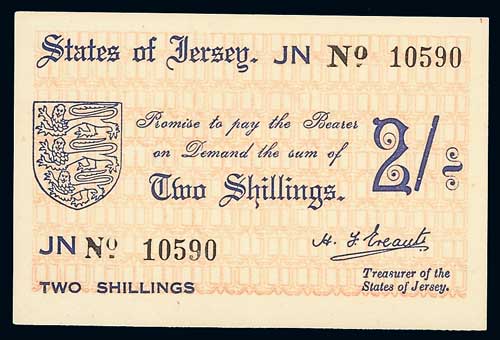 States of Jersey. JN Nº 10590
Promise to pay the Bearer
on Demand the sum of
Two Shillings.
2/-
JN Nº 10590
H. F. Ereaut
TWO SHILLINGS
Treasurer of the
States of Jersey.